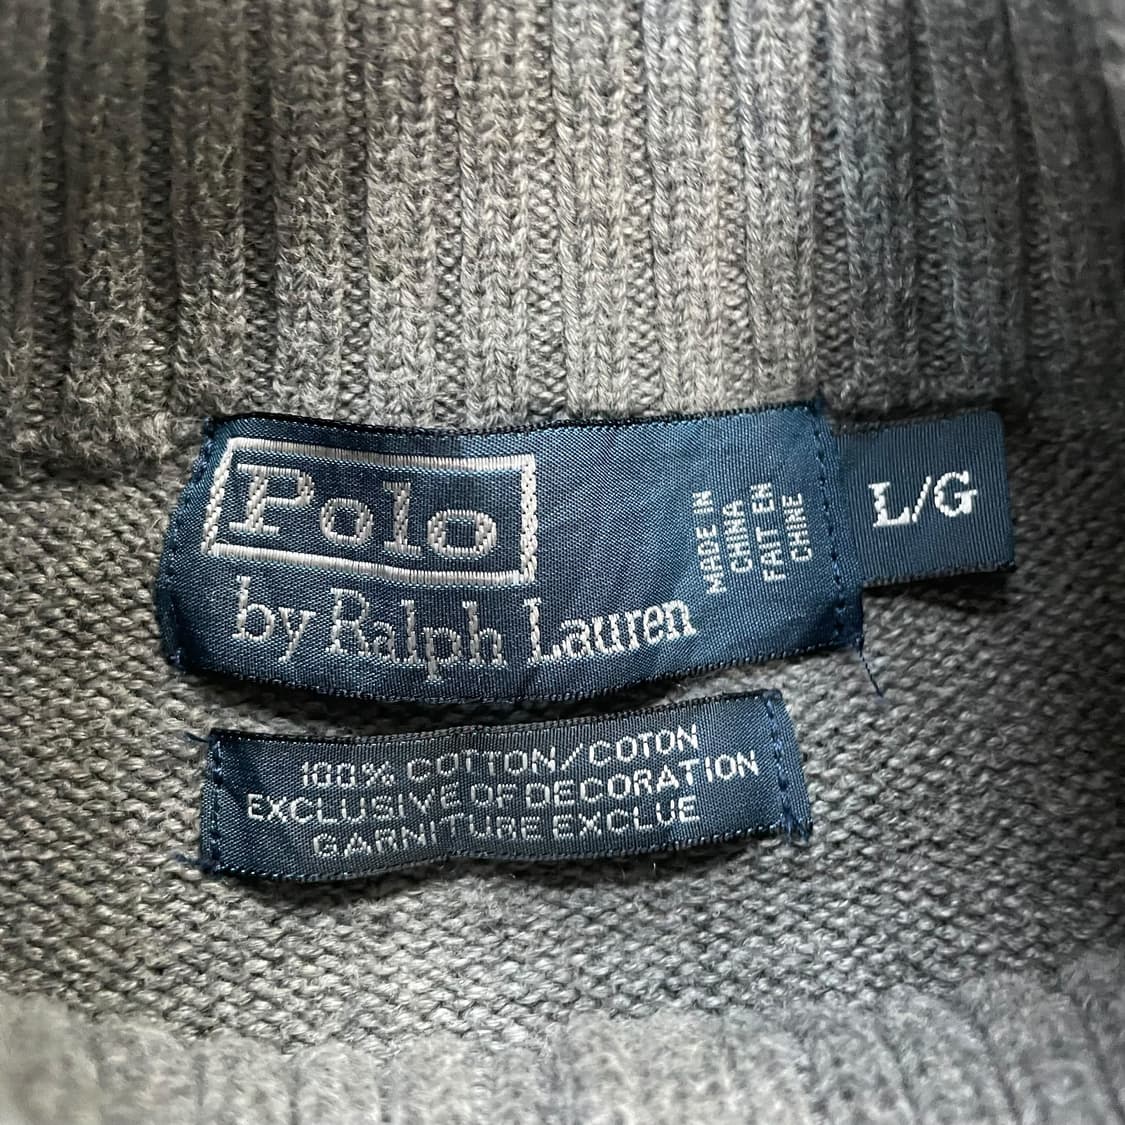 Polo
by Ralph Lauren
MADE IN
CHINA
FAIT EN
CHINE
L/G
100% COTTON/COTON
EXCLUSIVE OF DECORATION
GARNITURE EXCLUE